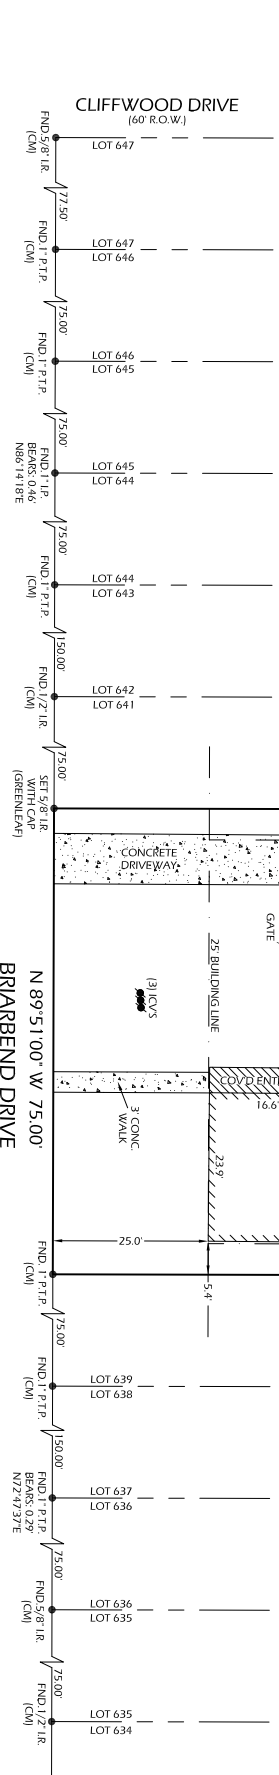 CLIFFWOOD DRIVE
(60' R.O.W.)
LOT 647
FND.5/8" I.R.
(CM)
77.50'
LOT 647
LOT 646
FND.1" P.T.P.
(CM)
75.00'
LOT 646
LOT 645
FND.1" P.T.P.
(CM)
75.00'
LOT 645
LOT 644
FND.1" I.P.
BEARS: 0.46'
N86°14'18"E
75.00'
LOT 644
LOT 643
FND.1" P.T.P.
(CM)
150.00'
LOT 642
LOT 641
FND.1/2" I.R.
(CM)
75.00'
SET 5/8" I.R
WITH CAP
(GREENLEAF)
CONCRETE
DRIVEWAY
GATE
25' BUILDING LINE
(3) ICV'S
N 89°51'00" W 75.00'
BRIARBEND DRIVE
COV'D ENT
16.6'
3' CONC.
WALK
23.9'
25.0'
5.4'
FND. 1" P.T.P.
(CM)
75.00'
LOT 639
LOT 638
FND.1" P.T.P.
(CM)
150.00'
LOT 637
LOT 636
FND.1" P.T.P.
BEARS: 0.29'
N72°47'37"E
75.00'
LOT 636
LOT 635
FND.5/8" I.R.
(CM)
75.00'
LOT 635
LOT 634
FND.1/2" I.R.
(CM)